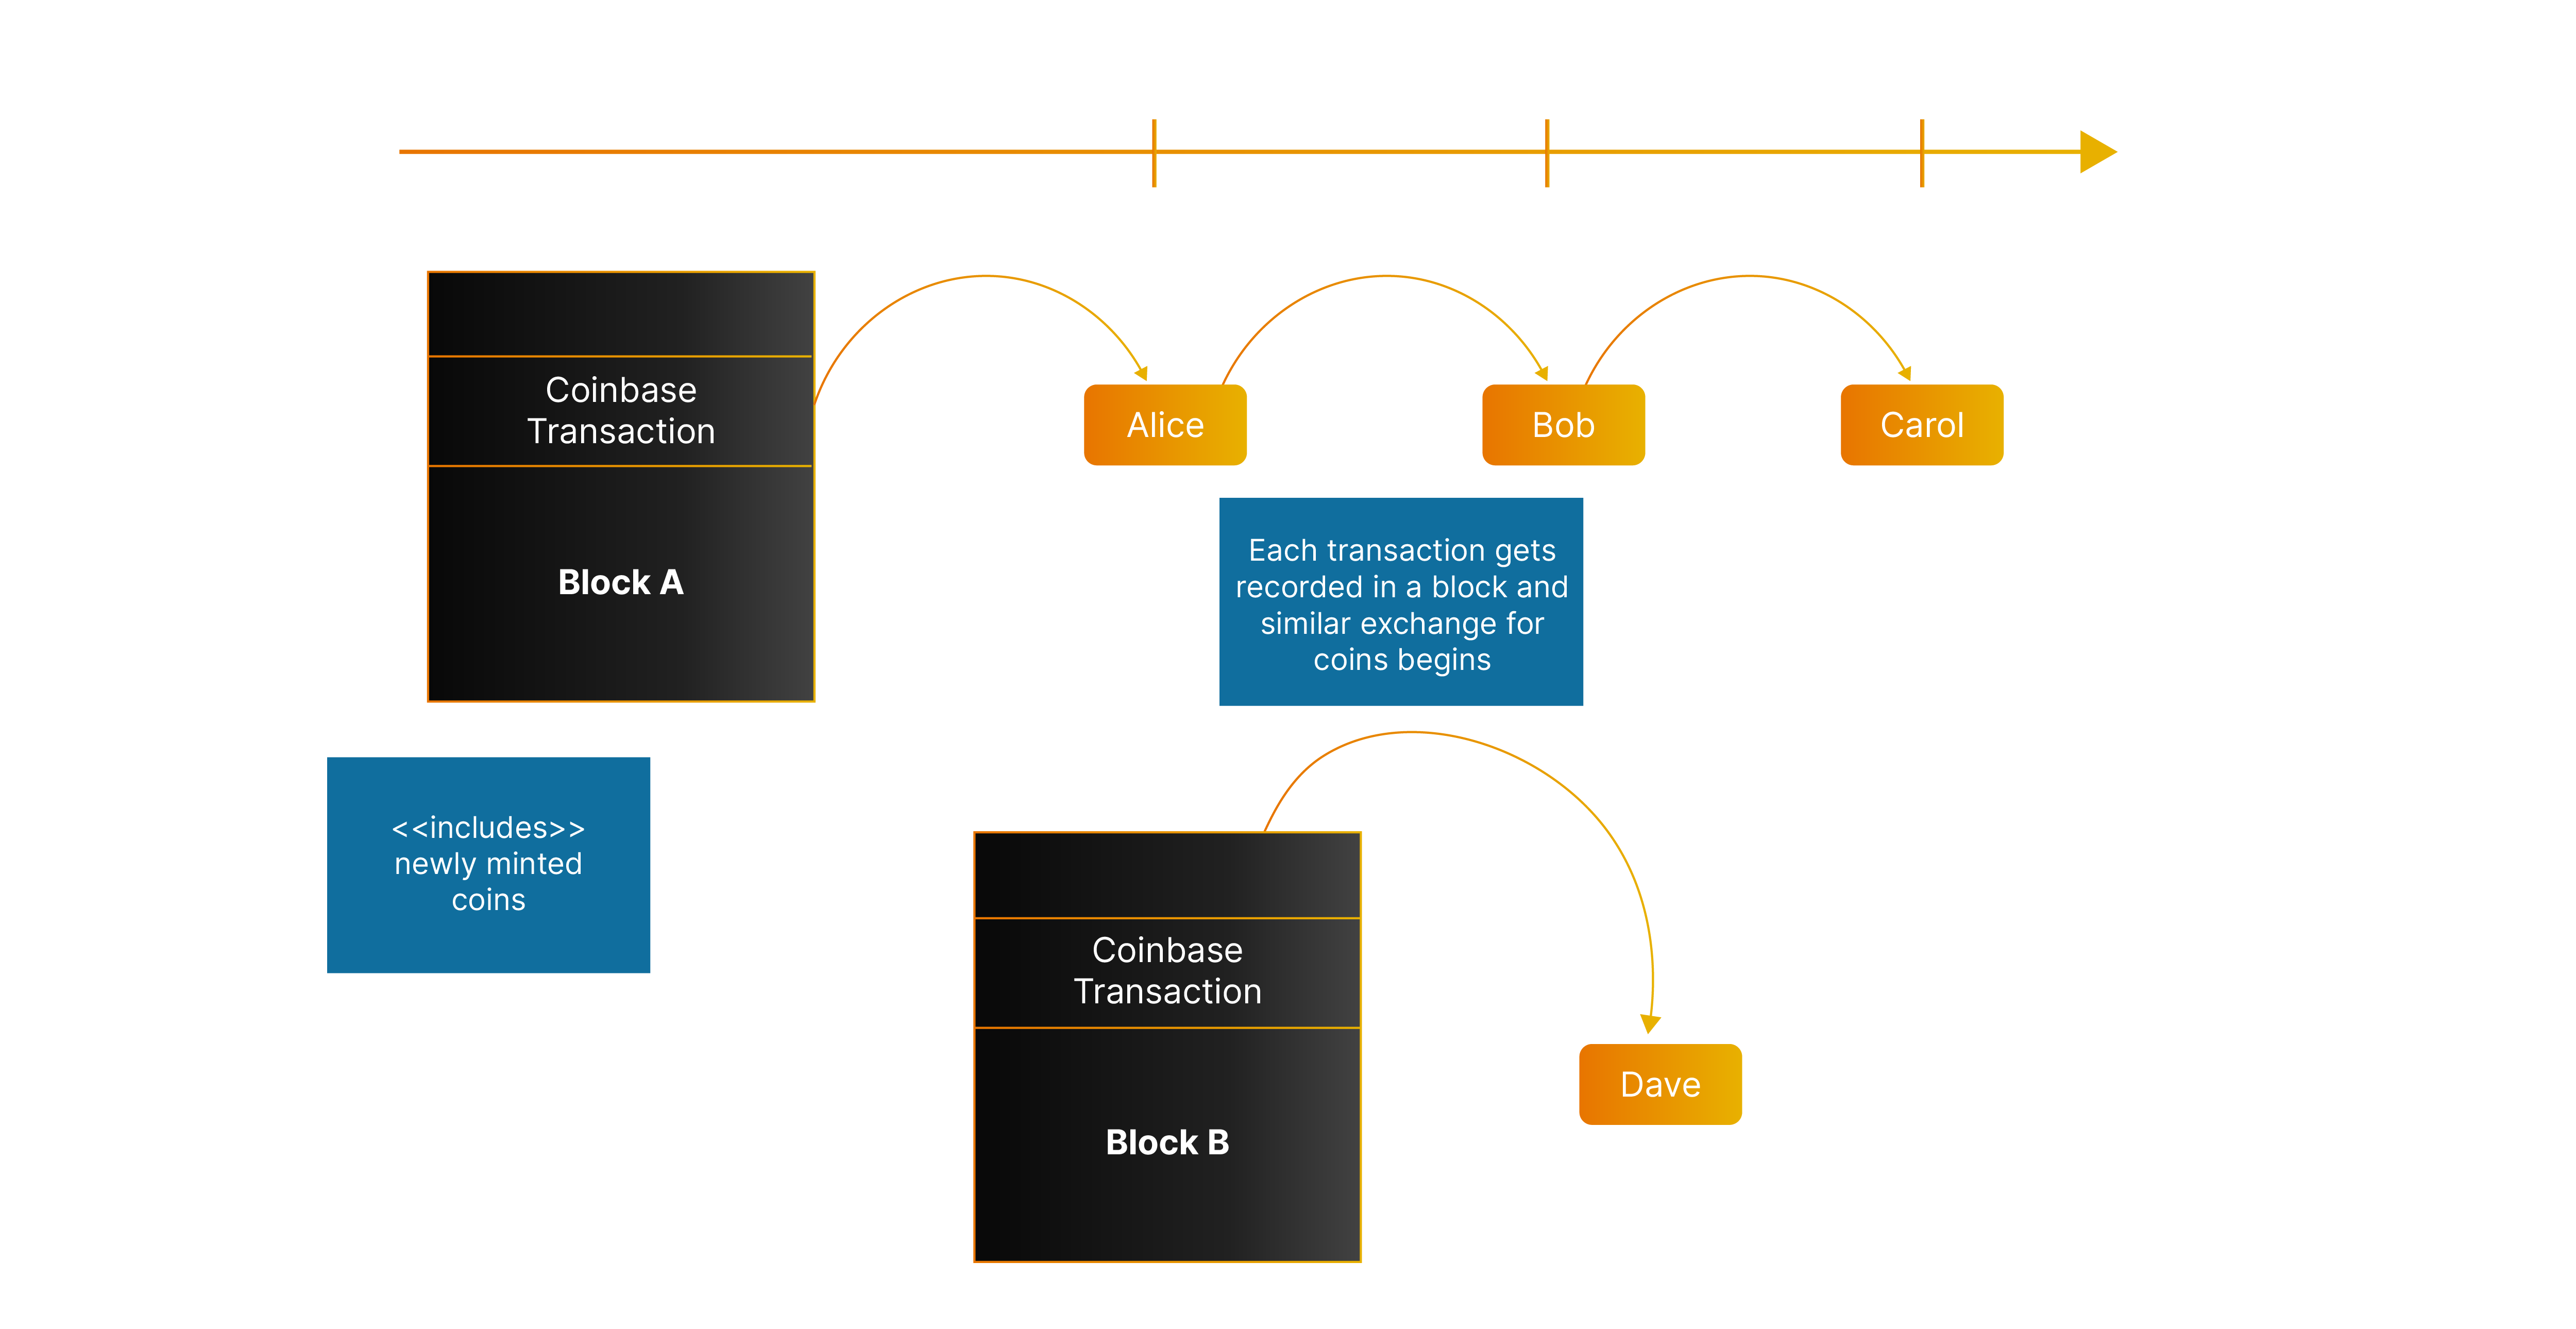 Coinbase
Transaction
Block A
Alice
Bob
Carol
Each transaction gets
recorded in a block and
similar exchange for
coins begins
<<includes>>
newly minted
coins
Coinbase
Transaction
Block B
Dave